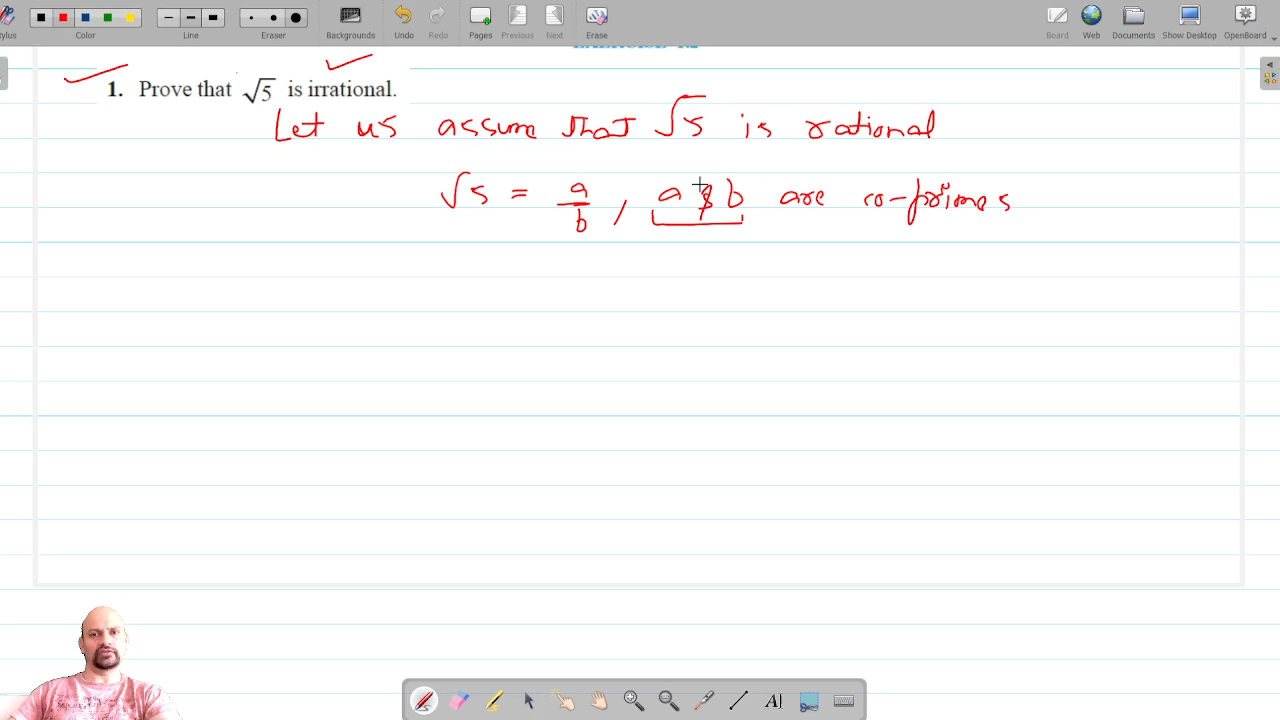 Stylus Color Line Eraser Backgrounds Undo Redo Pages Previous Next Erase Board Web Documents Show Desktop OpenBoard
1. Prove that √5 is irrational.
Let us assume that √5 is rational
√5 = a/b , a & b are co-primes
A